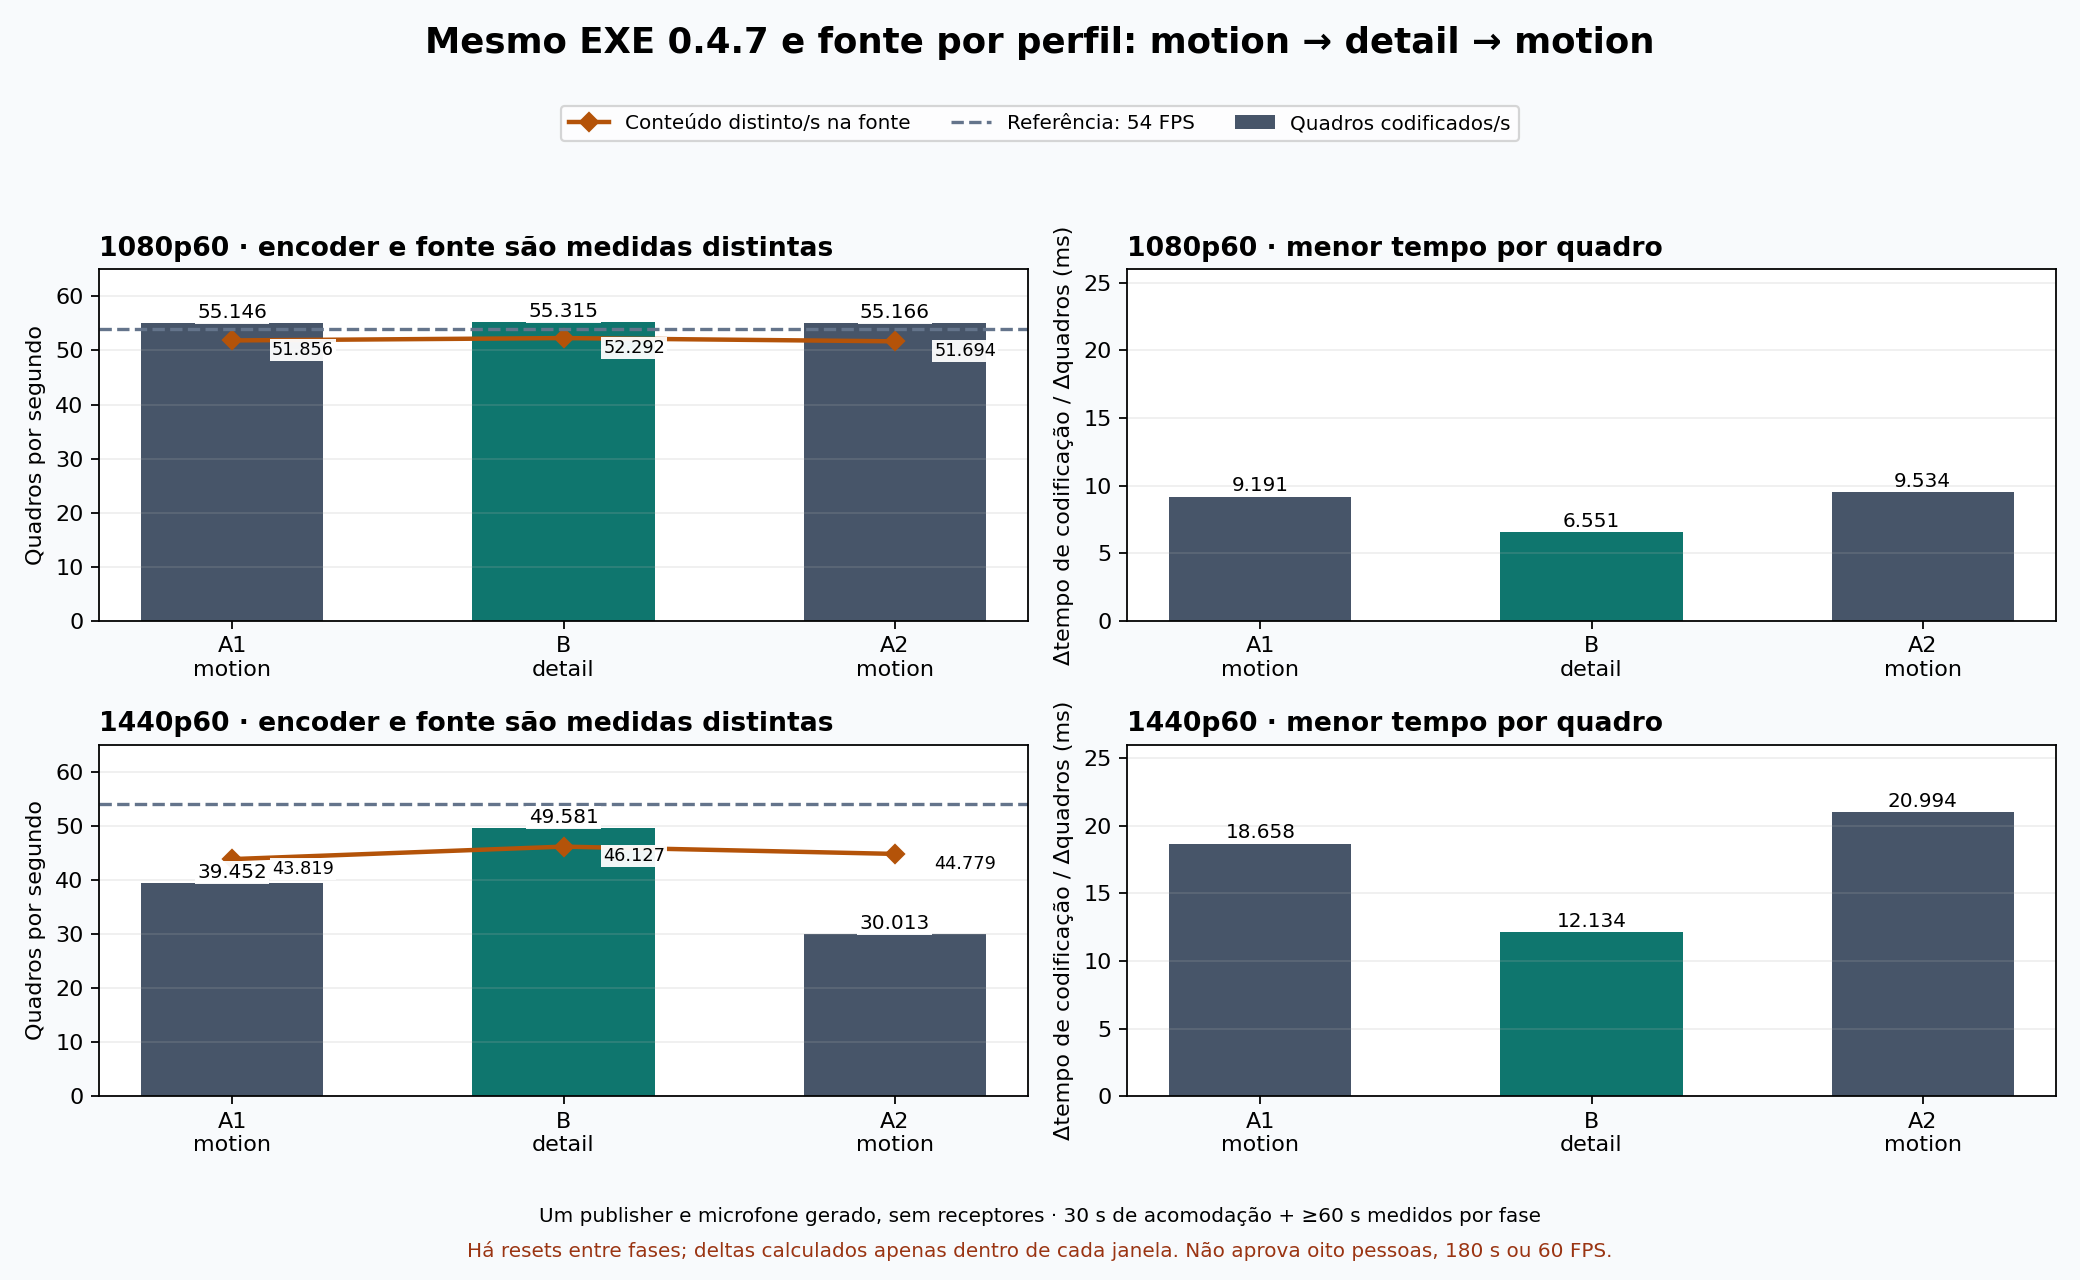 Mesmo EXE 0.4.7 e fonte por perfil: motion → detail → motion
Conteúdo distinto/s na fonte
Referência: 54 FPS
Quadros codificados/s
1080p60 · encoder e fonte são medidas distintas
Quadros por segundo
60
50
40
30
20
10
0
55.146
55.315
55.166
51.856
52.292
51.694
A1
motion
B
detail
A2
motion
1080p60 · menor tempo por quadro
Δtempo de codificação / Δquadros (ms)
25
20
15
10
5
0
9.191
6.551
9.534
A1
motion
B
detail
A2
motion
1440p60 · encoder e fonte são medidas distintas
Quadros por segundo
60
50
40
30
20
10
0
39.452
49.581
30.013
43.819
46.127
44.779
A1
motion
B
detail
A2
motion
1440p60 · menor tempo por quadro
Δtempo de codificação / Δquadros (ms)
25
20
15
10
5
0
18.658
12.134
20.994
A1
motion
B
detail
A2
motion
Um publisher e microfone gerado, sem receptores · 30 s de acomodação + ≥60 s medidos por fase
Há resets entre fases; deltas calculados apenas dentro de cada janela. Não aprova oito pessoas, 180 s ou 60 FPS.